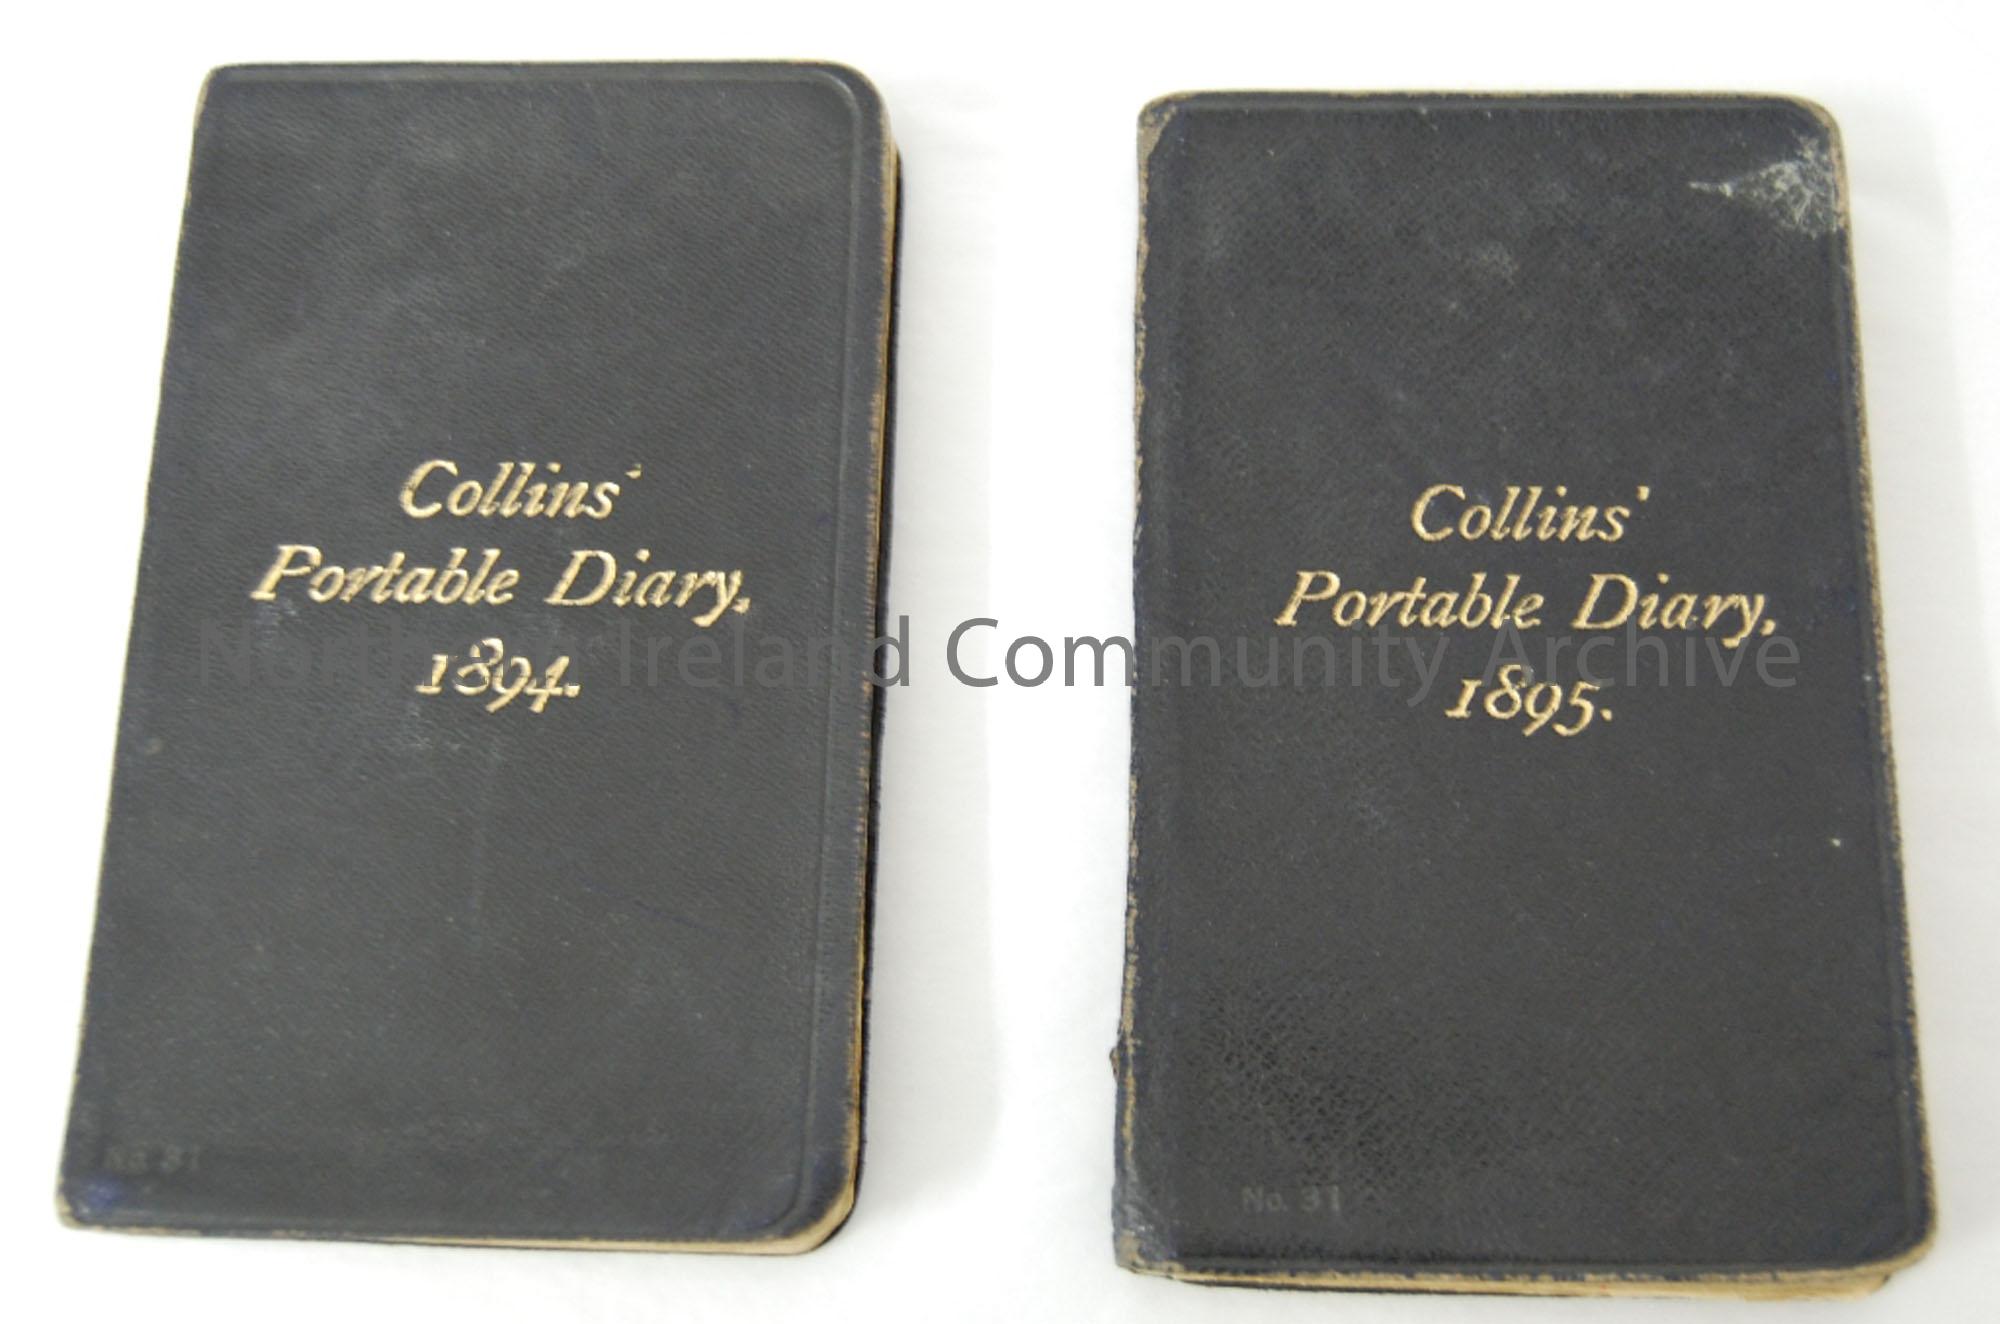 Collins'
Portable Diary,
1894.
No. 31
Collins'
Portable Diary,
1895.
No. 31
Northern Ireland Community Archive